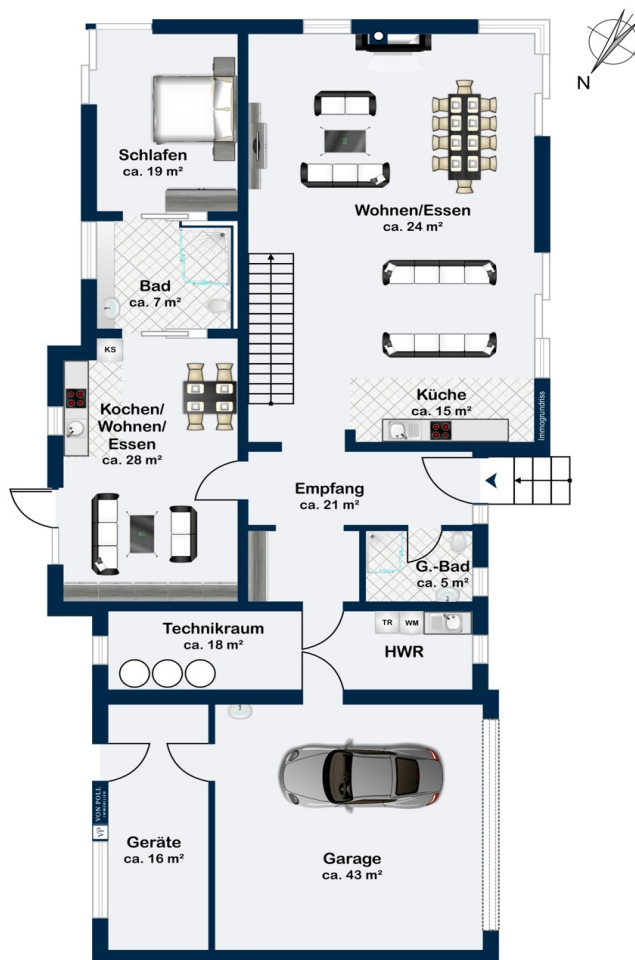 N
Schlafen
ca. 19 m²
Wohnen/Essen
ca. 24 m²
Bad
ca. 7 m²
KS
Kochen/
Wohnen/
Essen
ca. 28 m²
Küche
ca. 15 m²
Immogrundriss
Empfang
ca. 21 m²
G.-Bad
ca. 5 m²
Technikraum
ca. 18 m²
TR
WM
HWR
VP
VON POLL
IMMOBILIEN
Geräte
ca. 16 m²
Garage
ca. 43 m²